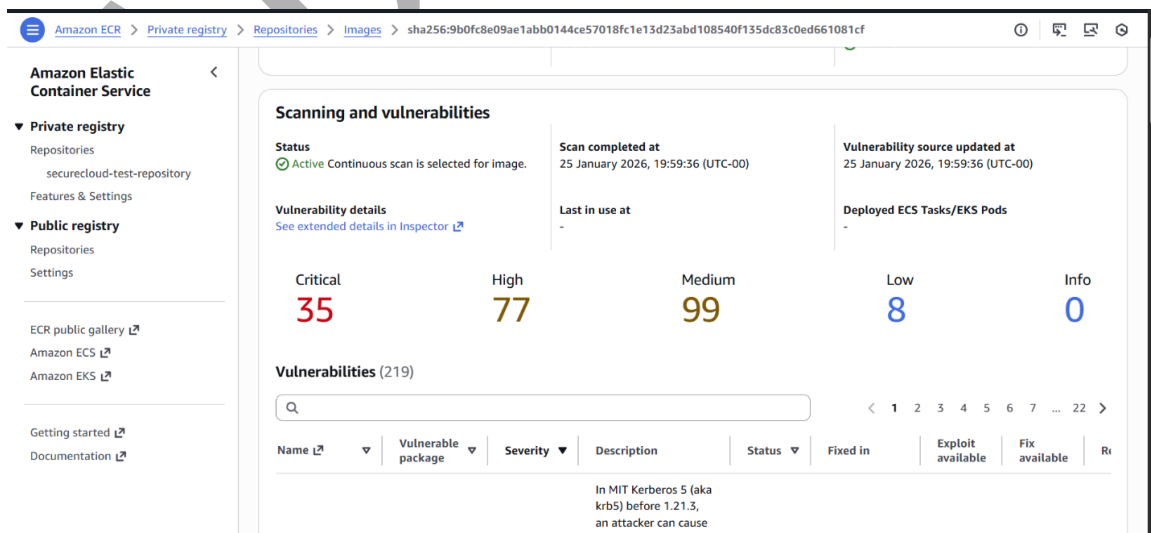 Amazon ECR > Private registry > Repositories > Images > sha256:9b0fc8e09ae1abb0144ce57018fc1e13d23abd108540f135dc83c0ed661081cf
Amazon Elastic
Container Service
Private registry
Repositories
securecloud-test-repository
Features & Settings
Public registry
Repositories
Settings
ECR public gallery
Amazon ECS
Amazon EKS
Getting started
Documentation
Scanning and vulnerabilities
Status
Active Continuous scan is selected for image.
Scan completed at
25 January 2026, 19:59:36 (UTC-00)
Vulnerability source updated at
25 January 2026, 19:59:36 (UTC-00)
Vulnerability details
See extended details in Inspector
Last in use at
-
Deployed ECS Tasks/EKS Pods
-
Critical
35
High
77
Medium
99
Low
8
Info
0
Vulnerabilities (219)
< 1 2 3 4 5 6 7 ... 22 >
Name
Vulnerable
package
Severity
Description
Status
Fixed in
Exploit
available
Fix
available
In MIT Kerberos 5 (aka
krb5) before 1.21.3,
an attacker can cause